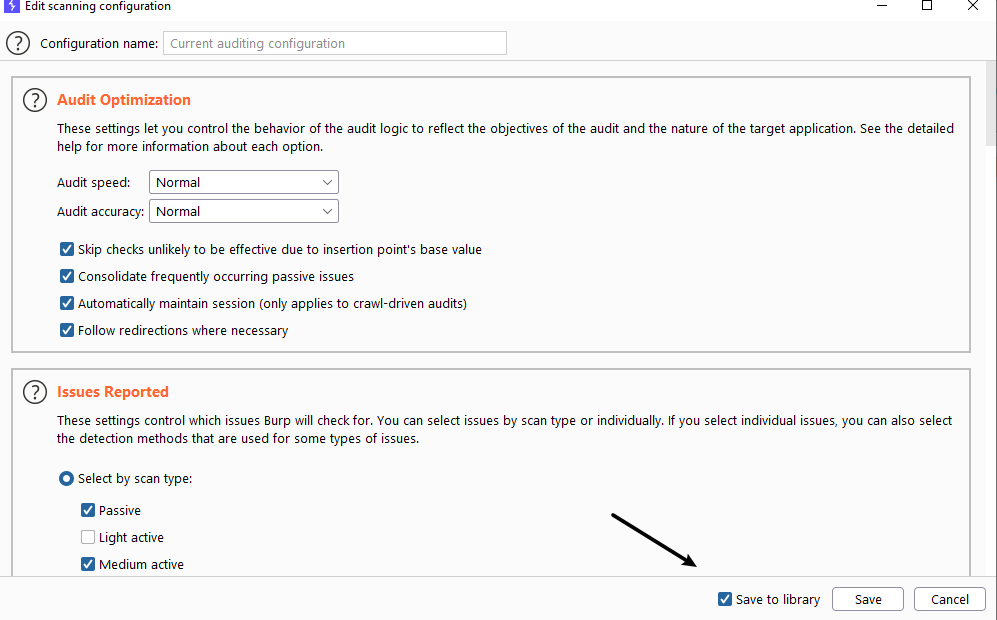 Edit scanning configuration
Configuration name: Current auditing configuration
Audit Optimization
These settings let you control the behavior of the audit logic to reflect the objectives of the audit and the nature of the target application. See the detailed
help for more information about each option.
Audit speed: Normal
Audit accuracy: Normal
Skip checks unlikely to be effective due to insertion point's base value
Consolidate frequently occurring passive issues
Automatically maintain session (only applies to crawl-driven audits)
Follow redirections where necessary
Issues Reported
These settings control which issues Burp will check for. You can select issues by scan type or individually. If you select individual issues, you can also select
the detection methods that are used for some types of issues.
Select by scan type:
Passive
Light active
Medium active
Save to library Save Cancel